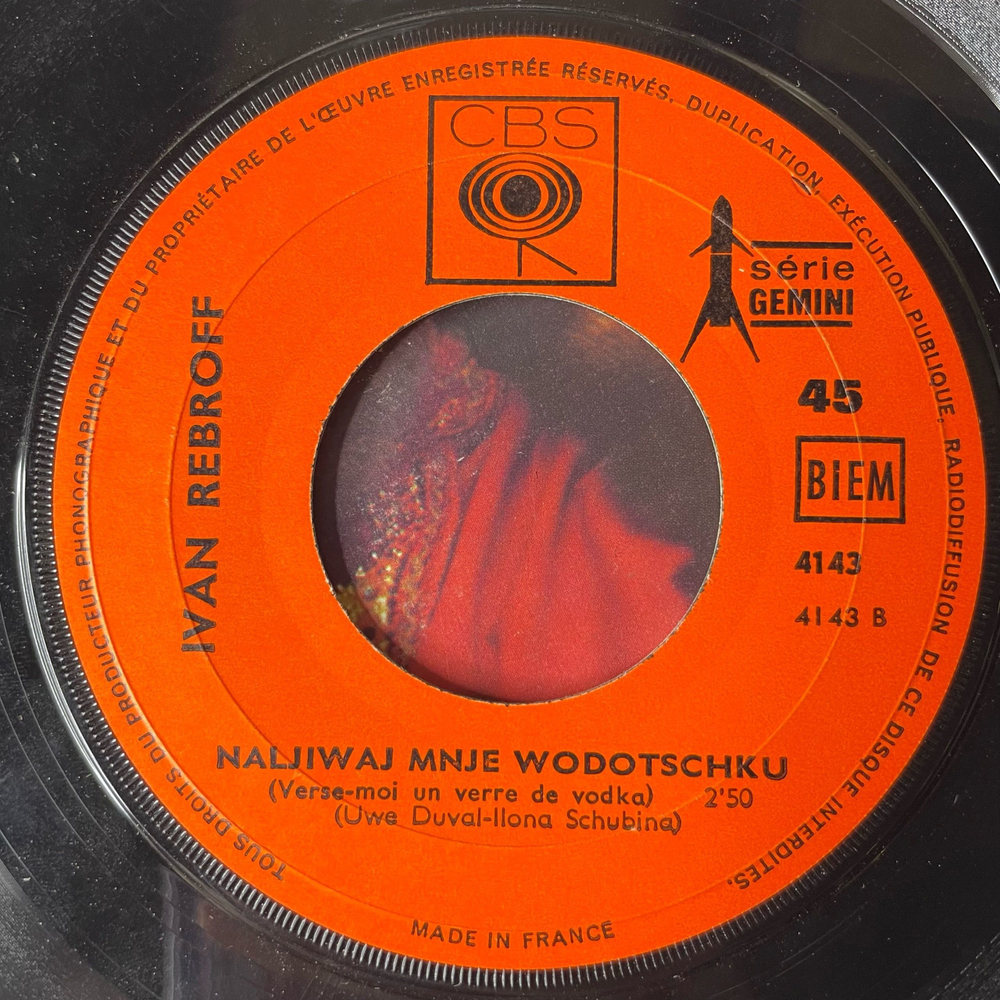 TOUS DROITS DU PRODUCTEUR PHONOGRAPHIQUE ET DU PROPRIÉTAIRE DE L'ŒUVRE ENREGISTRÉE RÉSERVÉS. DUPLICATION, EXÉCUTION PUBLIQUE, RADIODIFFUSION DE CE DISQUE INTERDITES.
CBS
série
GEMINI
IVAN REBROFF
45
BIEM
4143
4143 B
NALJIWAJ MNJE WODOTSCHKU
(Verse-moi un verre de vodka) 2'50
(Uwe Duval-Ilona Schubina)
MADE IN FRANCE